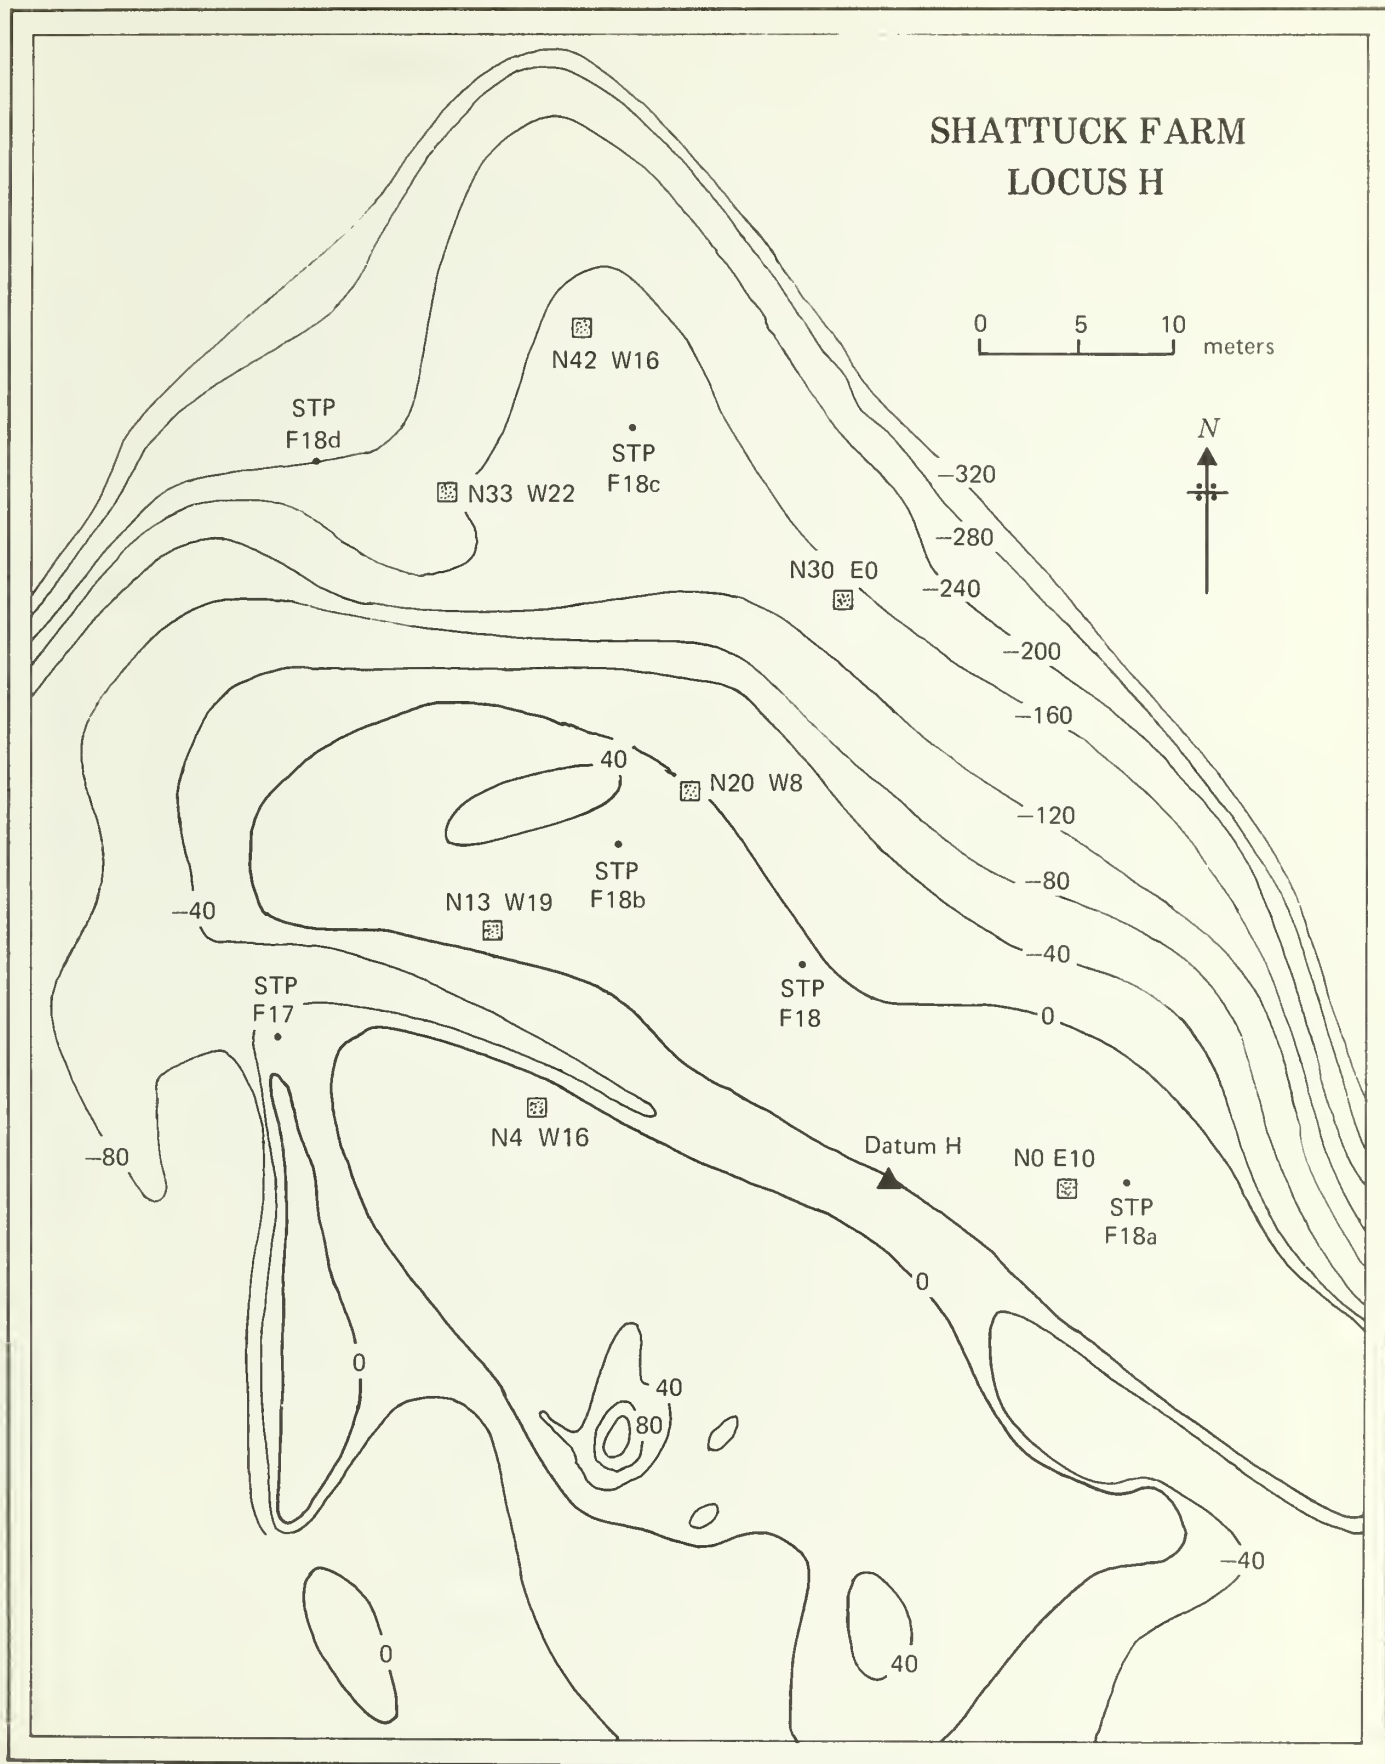 SHATTUCK FARM
LOCUS H
0 5 10
meters
N
N42 W16
STP
F18d
STP
F18c
N33 W22
−320
−280
N30 E0
−240
−200
−160
40
N20 W8
−120
STP
F18b
−80
N13 W19
−40
−40
STP
F17
STP
F18
0
N4 W16
−80
Datum H
N0 E10
STP
F18a
0
0
40
80
−40
0
40